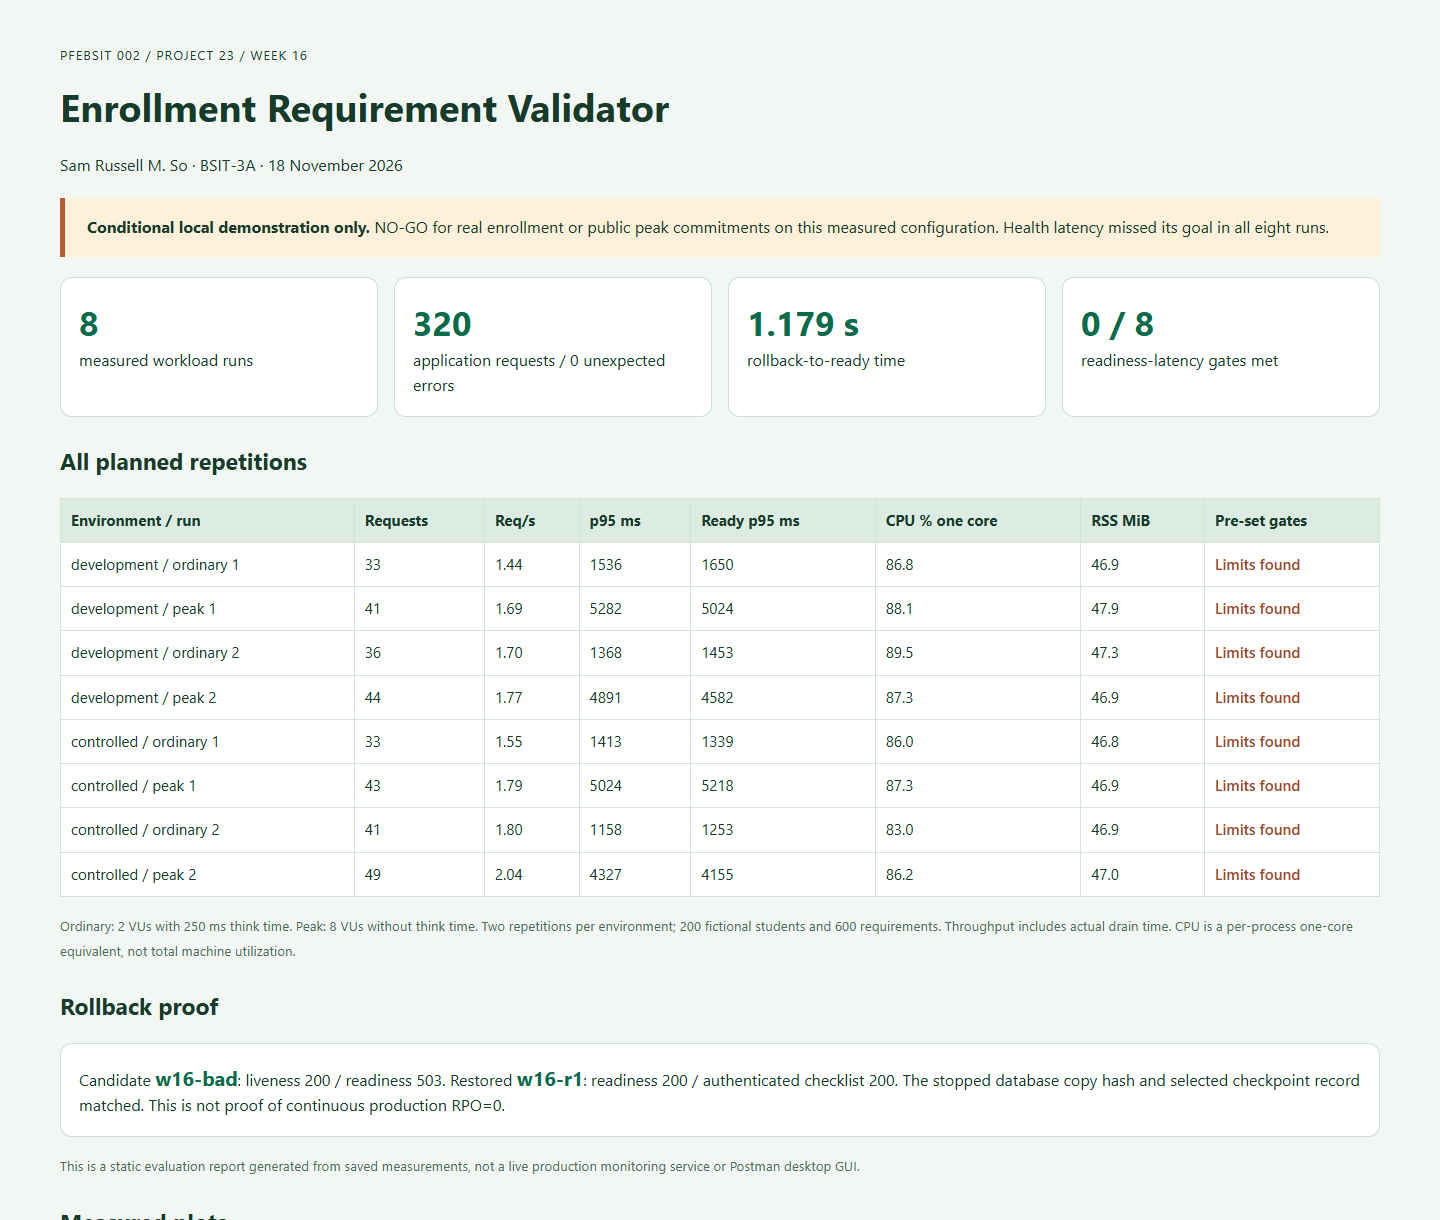 PFEBSIT 002 / PROJECT 23 / WEEK 16
Enrollment Requirement Validator
Sam Russell M. So · BSIT-3A · 18 November 2026
Conditional local demonstration only. NO-GO for real enrollment or public peak commitments on this measured configuration. Health latency missed its goal in all eight runs.
8
measured workload runs
320
application requests / 0 unexpected
errors
1.179 s
rollback-to-ready time
0 / 8
readiness-latency gates met
All planned repetitions
Environment / run Requests Req/s p95 ms Ready p95 ms CPU % one core RSS MiB Pre-set gates
development / ordinary 1 33 1.44 1536 1650 86.8 46.9 Limits found
development / peak 1 41 1.69 5282 5024 88.1 47.9 Limits found
development / ordinary 2 36 1.70 1368 1453 89.5 47.3 Limits found
development / peak 2 44 1.77 4891 4582 87.3 46.9 Limits found
controlled / ordinary 1 33 1.55 1413 1339 86.0 46.8 Limits found
controlled / peak 1 43 1.79 5024 5218 87.3 46.9 Limits found
controlled / ordinary 2 41 1.80 1158 1253 83.0 46.9 Limits found
controlled / peak 2 49 2.04 4327 4155 86.2 47.0 Limits found
Ordinary: 2 VUs with 250 ms think time. Peak: 8 VUs without think time. Two repetitions per environment; 200 fictional students and 600 requirements. Throughput includes actual drain time. CPU is a per-process one-core
equivalent, not total machine utilization.
Rollback proof
Candidate w16-bad: liveness 200 / readiness 503. Restored w16-r1: readiness 200 / authenticated checklist 200. The stopped database copy hash and selected checkpoint record
matched. This is not proof of continuous production RPO=0.
This is a static evaluation report generated from saved measurements, not a live production monitoring service or Postman desktop GUI.